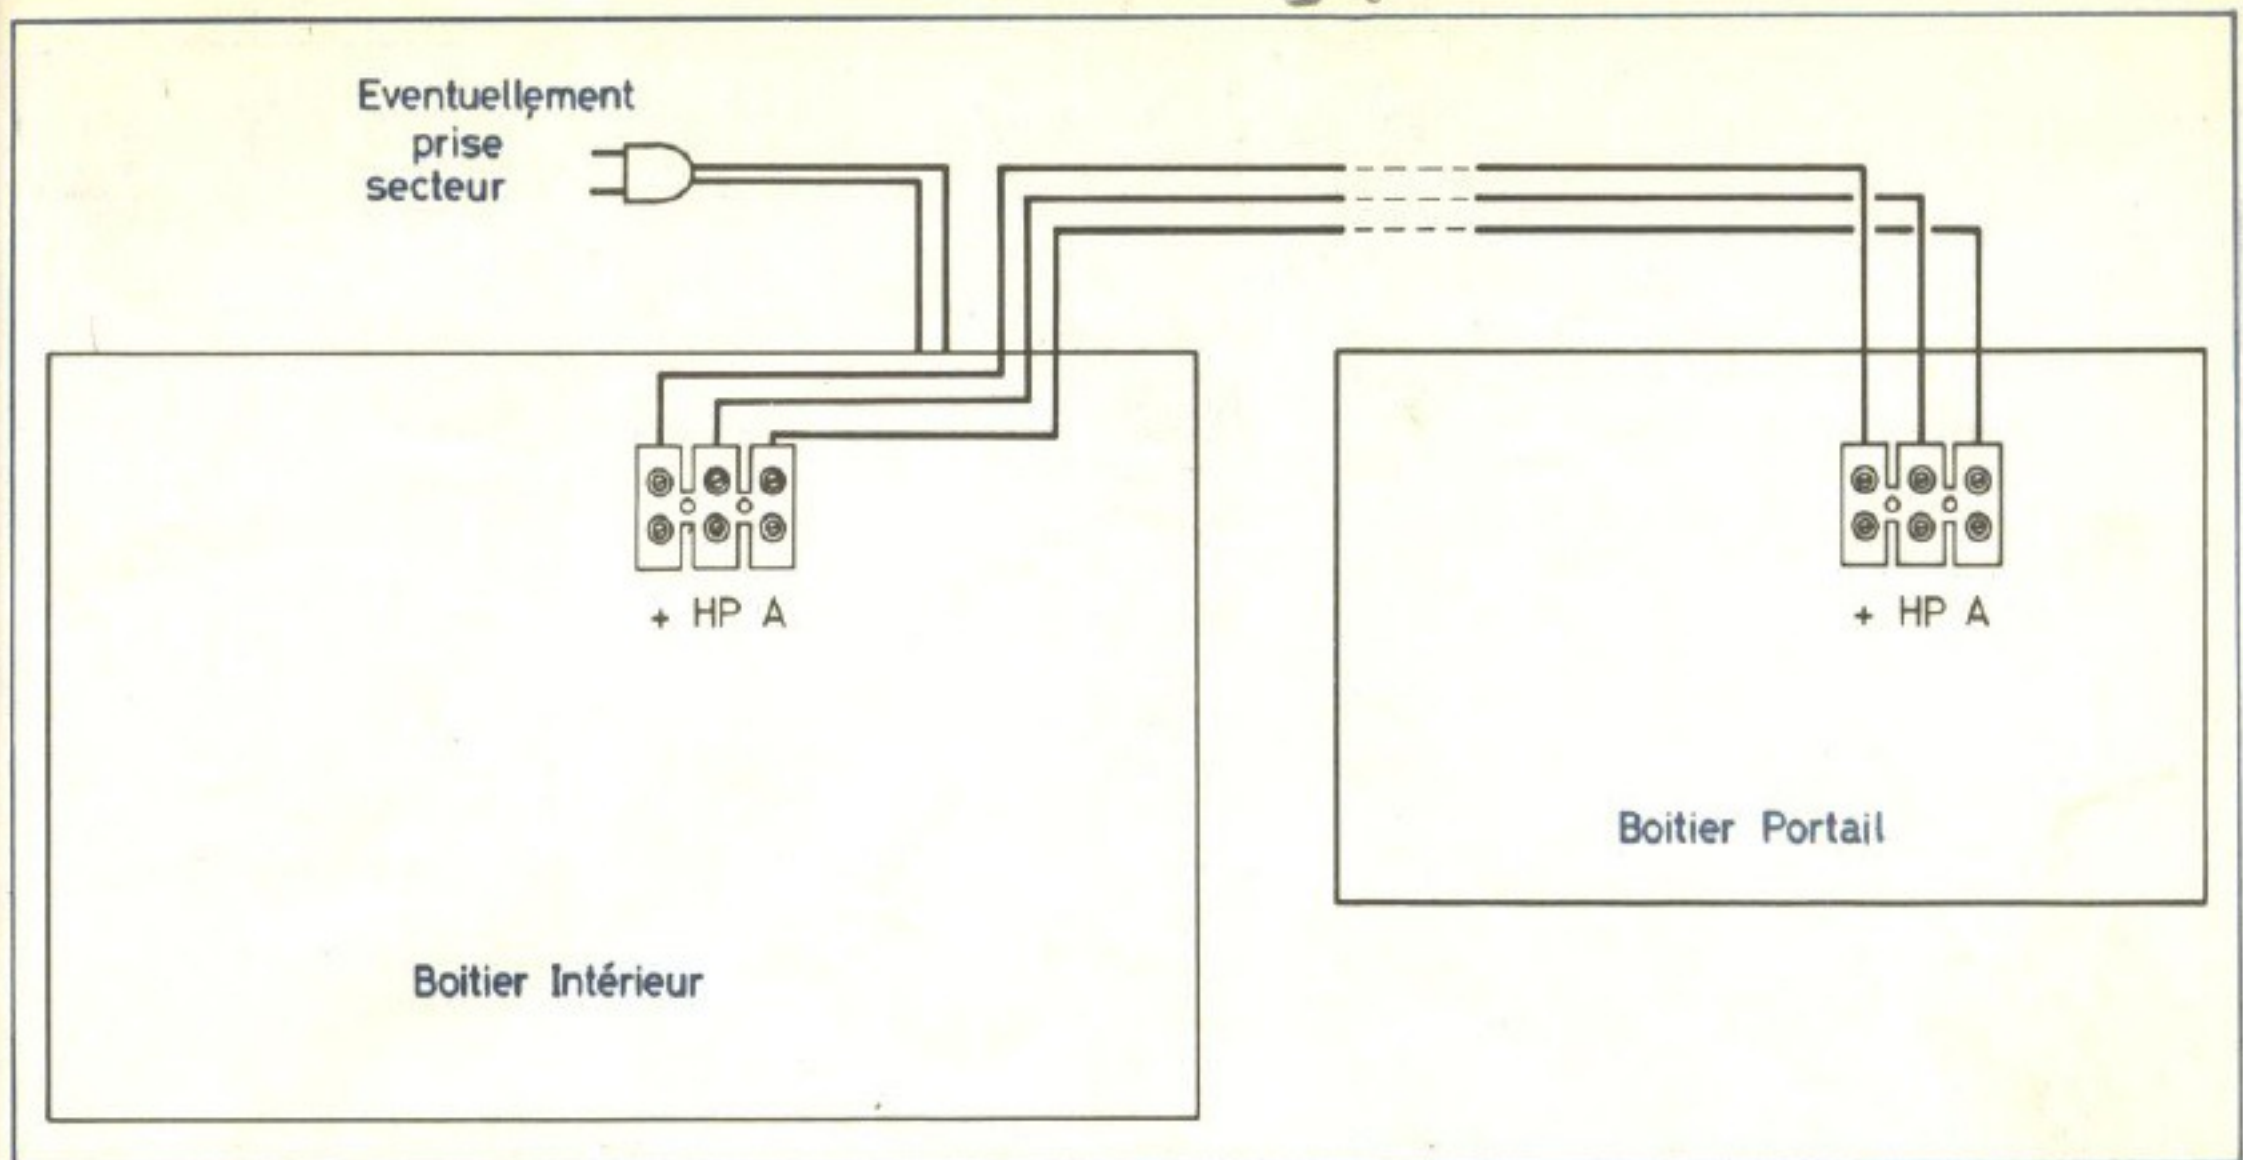 Eventuellement
prise
secteur
+ HP A
+ HP A
Boitier Portail
Boitier Intérieur